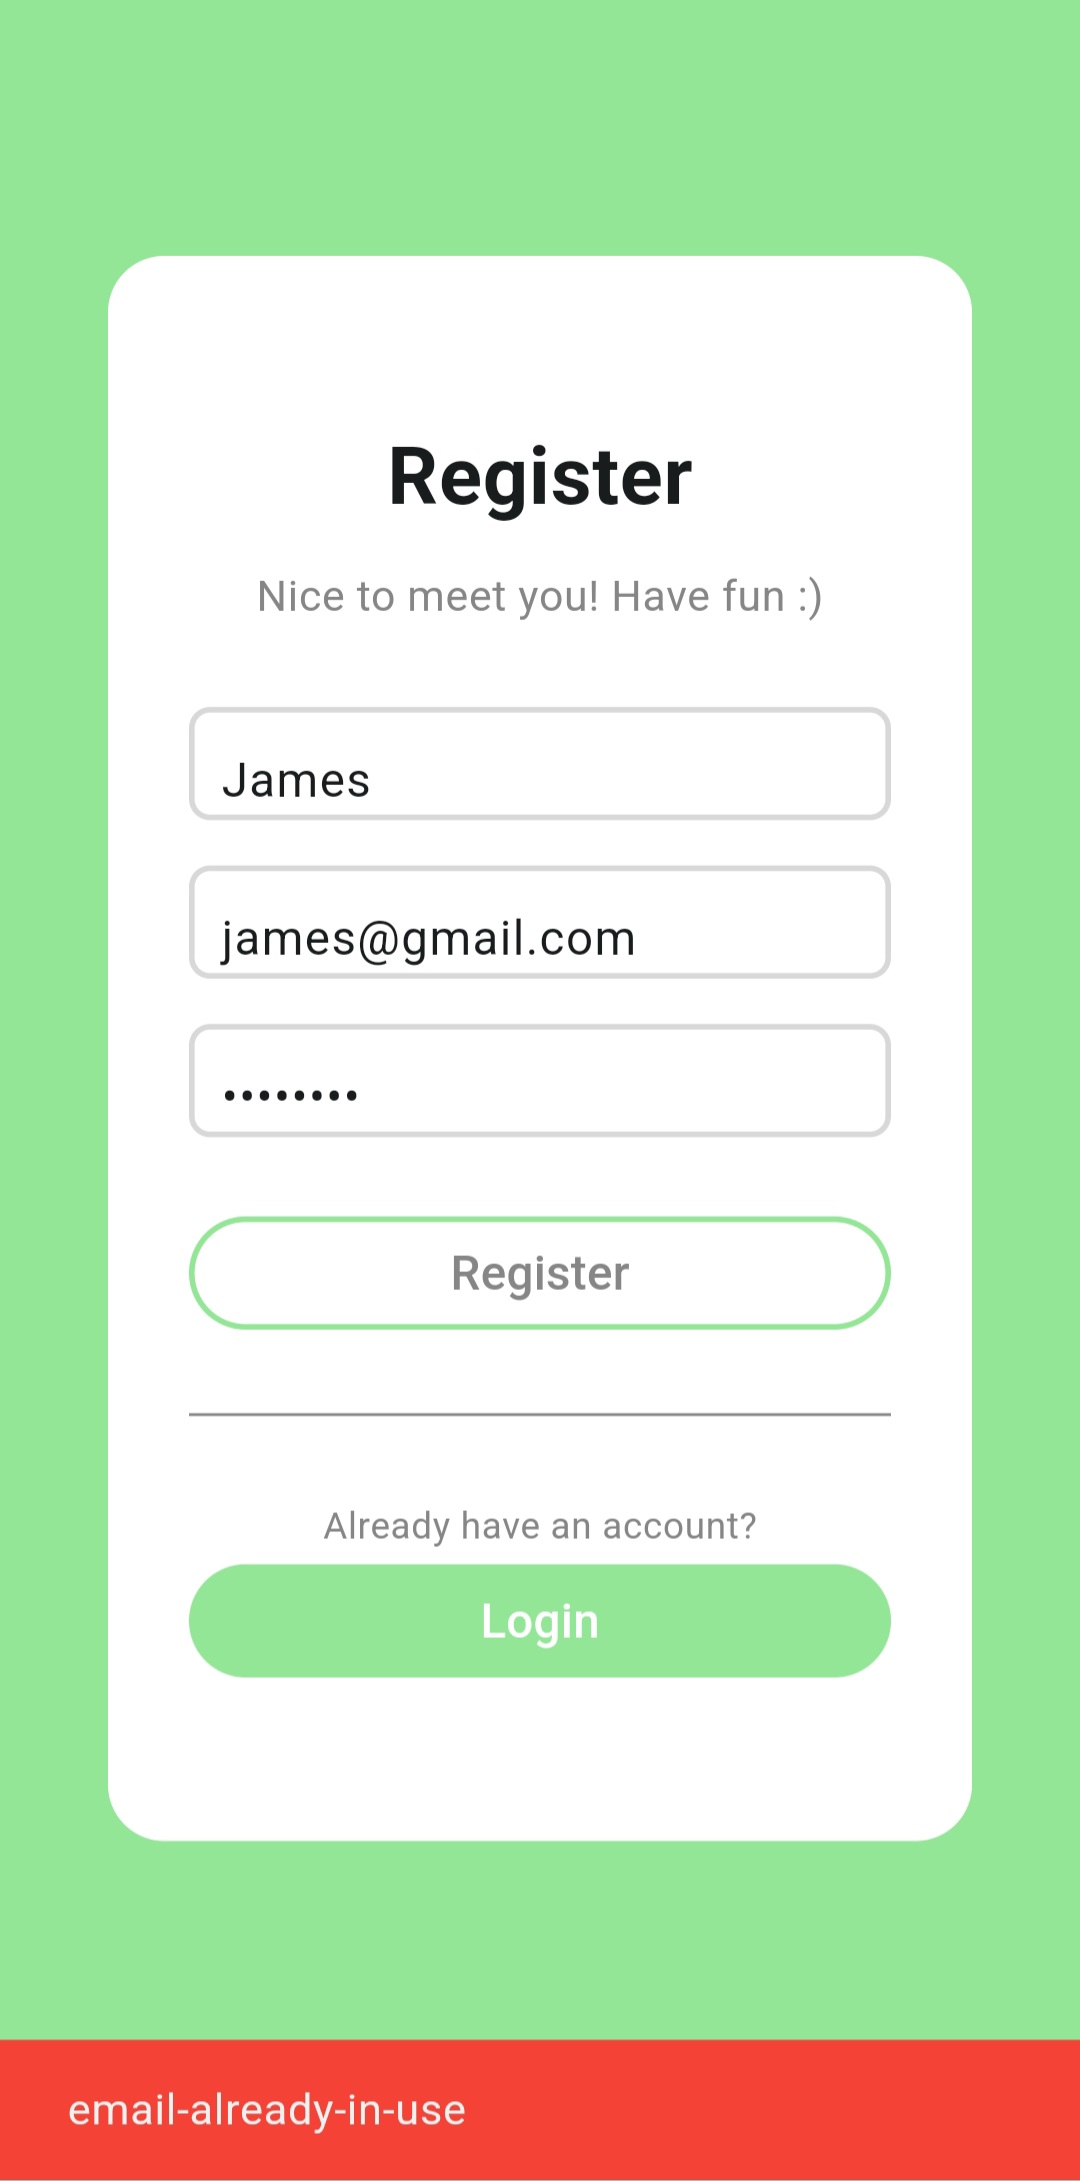 Register
Nice to meet you! Have fun :)
James
james@gmail.com
••••••••
Register
Already have an account?
Login
email-already-in-use